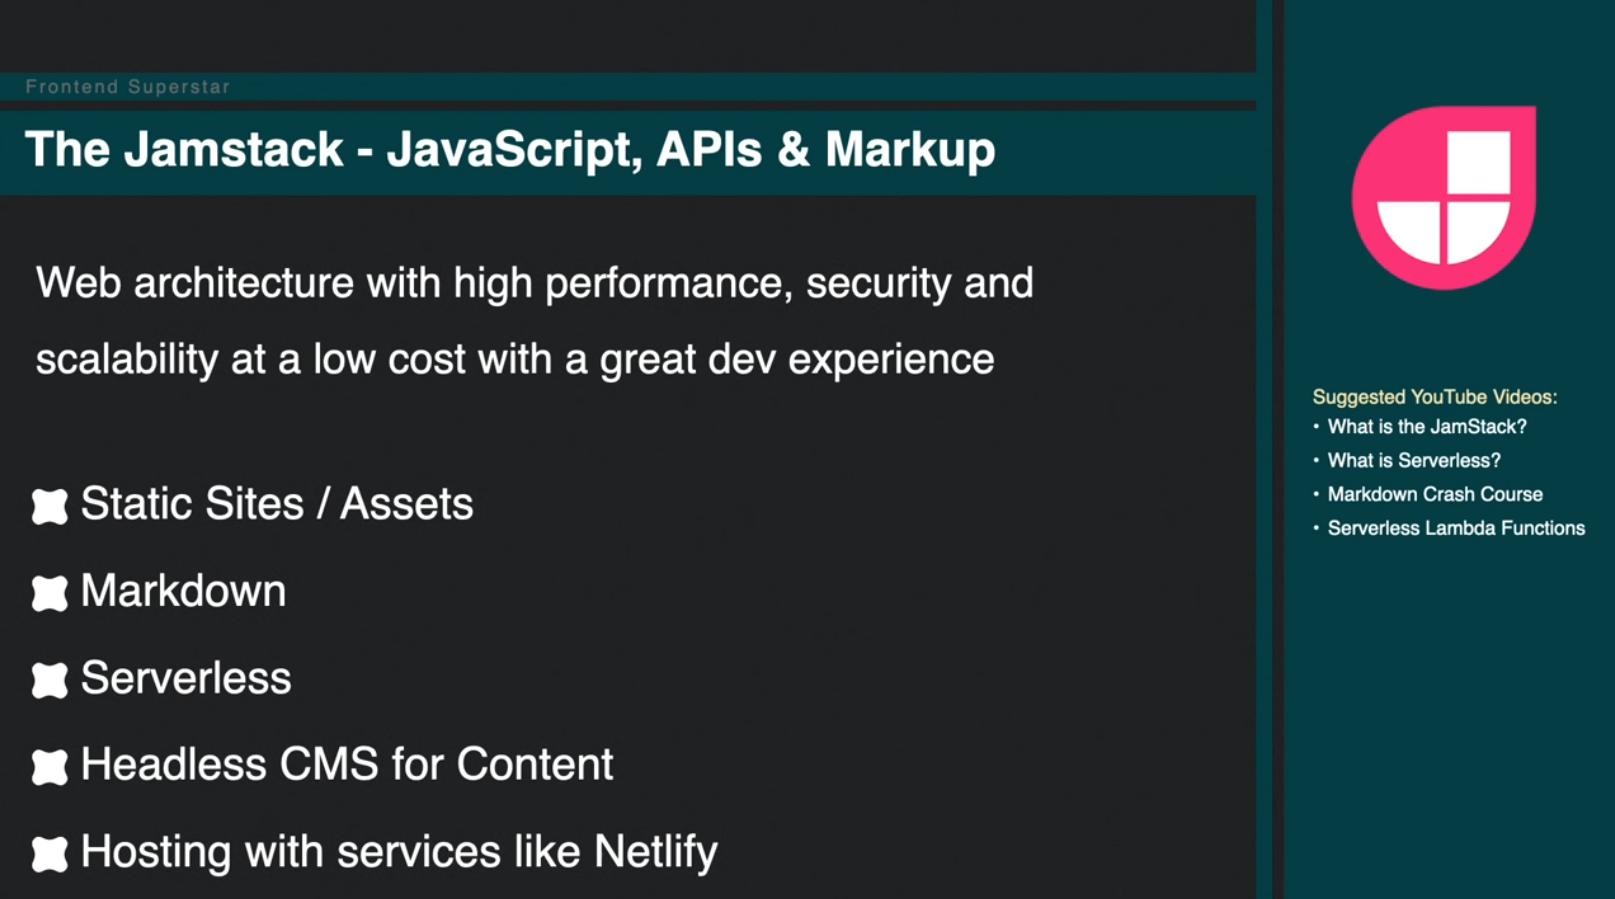 Frontend Superstar
The Jamstack - JavaScript, APIs & Markup
Web architecture with high performance, security and
scalability at a low cost with a great dev experience
Static Sites / Assets
Markdown
Serverless
Headless CMS for Content
Hosting with services like Netlify
Suggested YouTube Videos:
• What is the JamStack?
• What is Serverless?
• Markdown Crash Course
• Serverless Lambda Functions